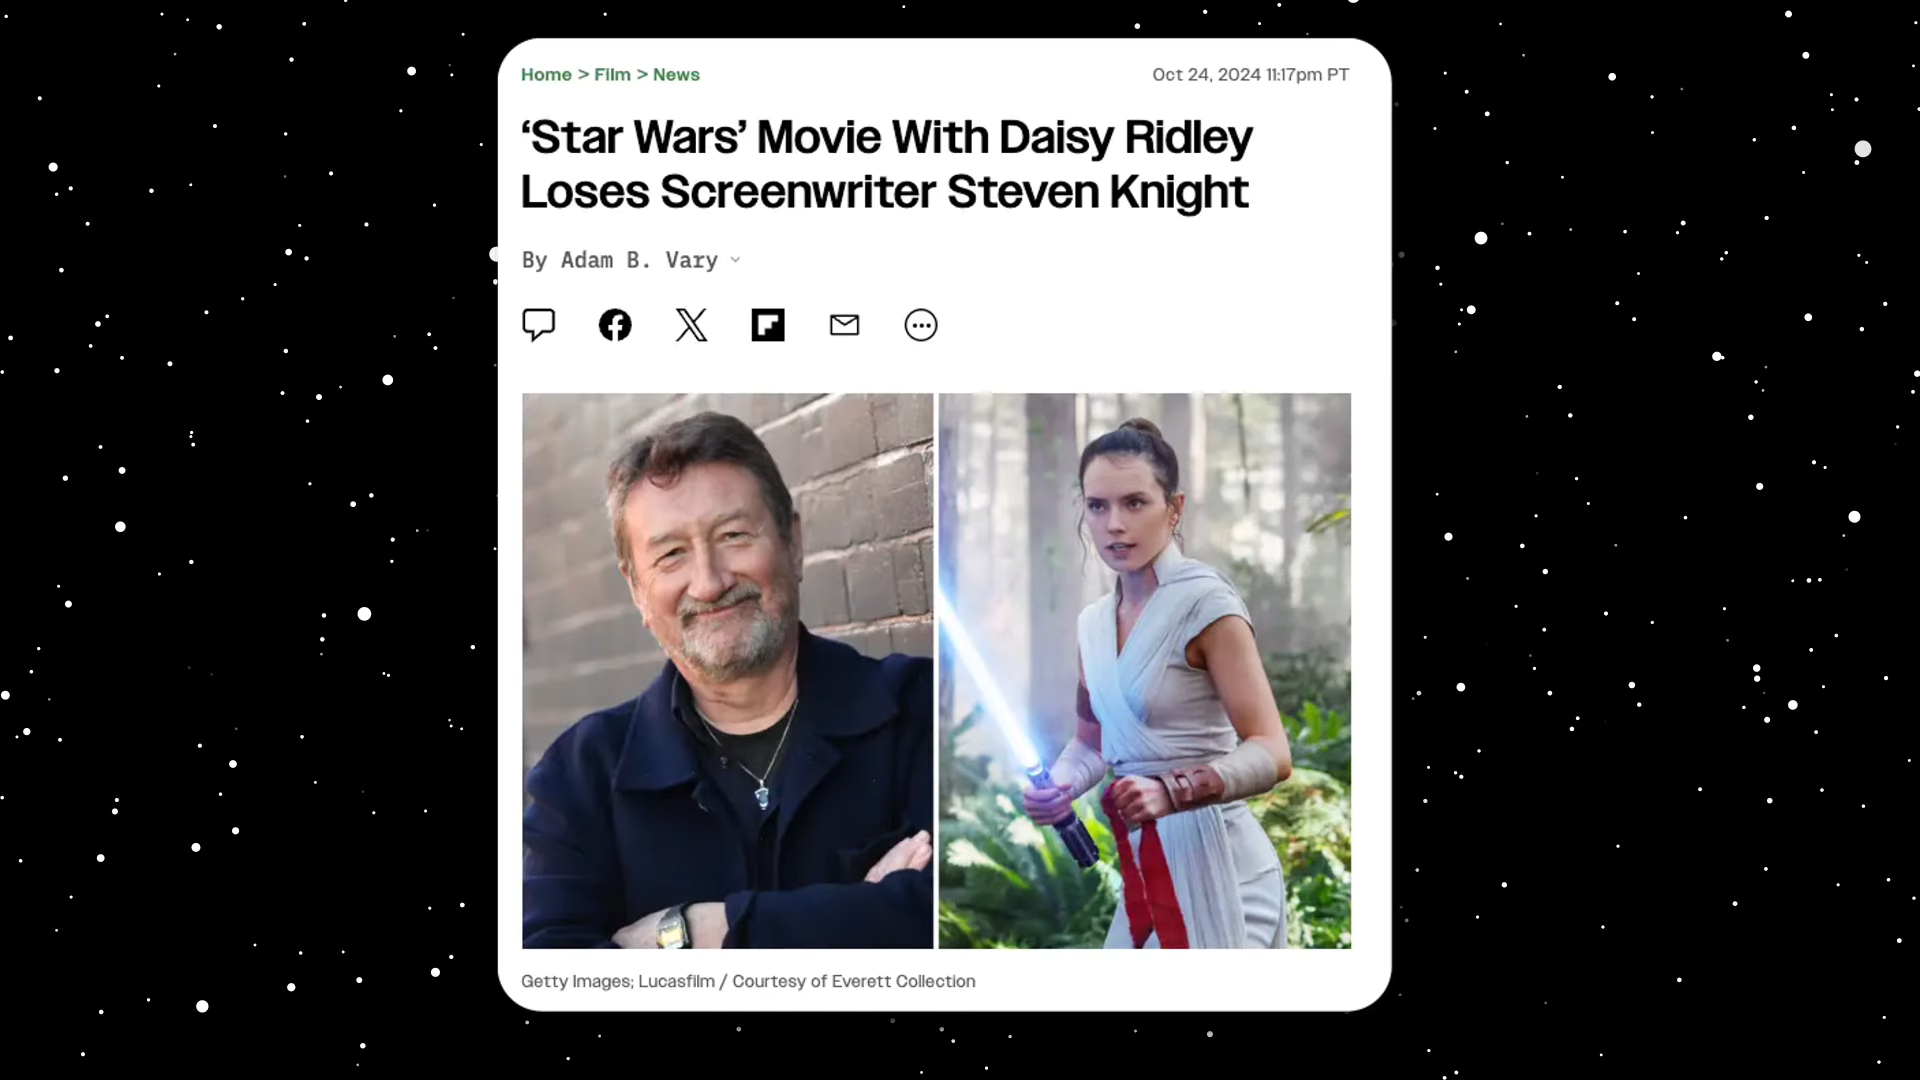 Home > Film > News
Oct 24, 2024 11:17pm PT
‘Star Wars’ Movie With Daisy Ridley
Loses Screenwriter Steven Knight
By Adam B. Vary
Getty Images; Lucasfilm / Courtesy of Everett Collection